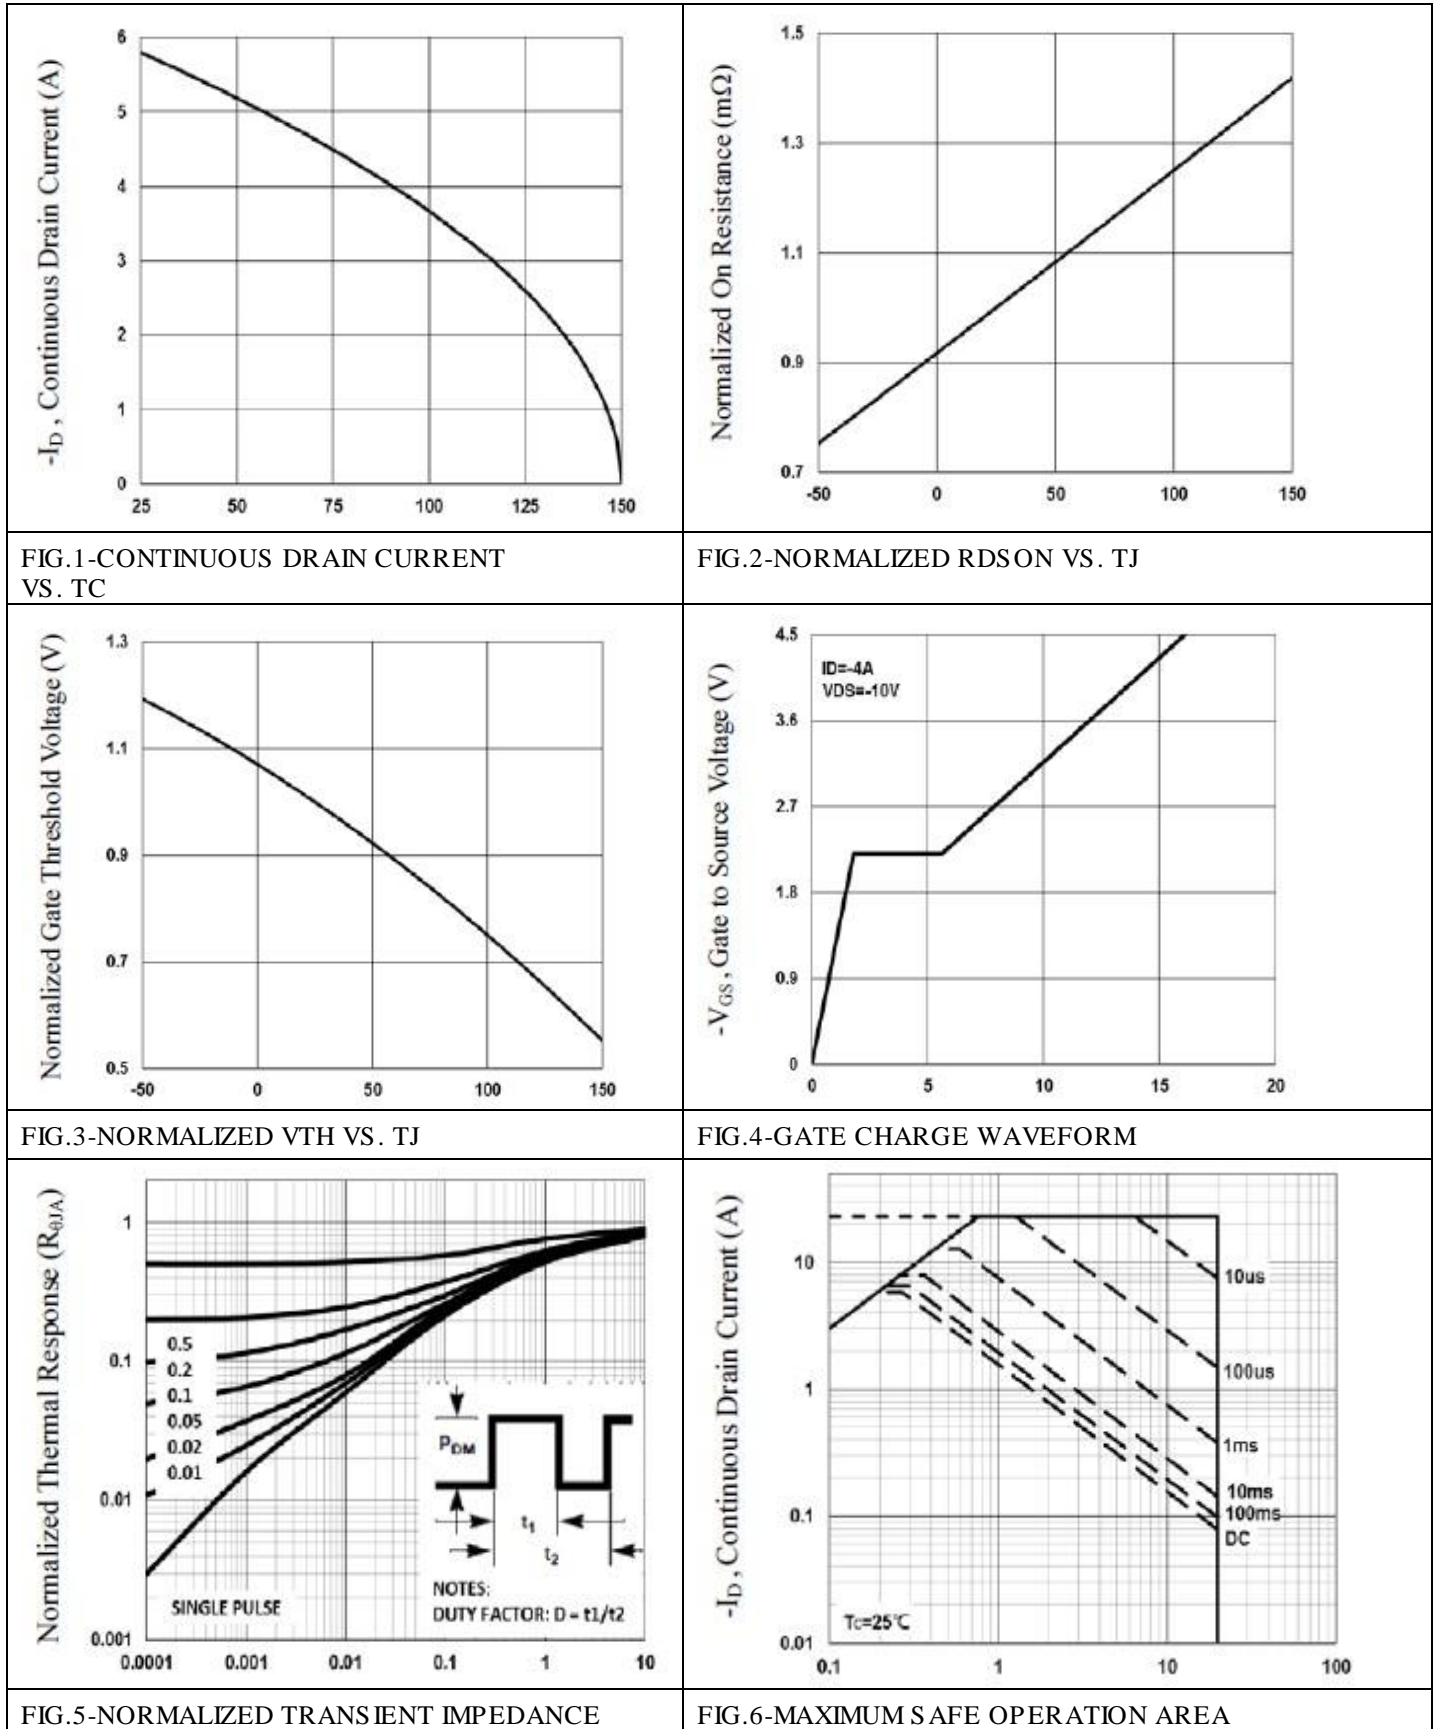 -ID , Continuous Drain Current (A)
6
5
4
3
2
1
0
25 50 75 100 125 150
FIG.1-CONTINUOUS DRAIN CURRENT
VS. TC
Normalized On Resistance (mΩ)
1.5
1.3
1.1
0.9
0.7
-50 0 50 100 150
FIG.2-NORMALIZED RDSON VS. TJ
Normalized Gate Threshold Voltage (V)
1.3
1.1
0.9
0.7
0.5
-50 0 50 100 150
FIG.3-NORMALIZED VTH VS. TJ
-VGS , Gate to Source Voltage (V)
4.5
3.6
2.7
1.8
0.9
0
ID=-4A
VDS=-10V
0 5 10 15 20
FIG.4-GATE CHARGE WAVEFORM
Normalized Thermal Response (RθJA)
1
0.1
0.01
0.001
0.5
0.2
0.1
0.05
0.02
0.01
SINGLE PULSE
PDM
t1
t2
NOTES:
DUTY FACTOR: D = t1/t2
0.0001 0.001 0.01 0.1 1 10
FIG.5-NORMALIZED TRANSIENT IMPEDANCE
-ID , Continuous Drain Current (A)
10
1
0.1
0.01
10us
100us
1ms
10ms
100ms
DC
Tc=25℃
0.1 1 10 100
FIG.6-MAXIMUM SAFE OPERATION AREA